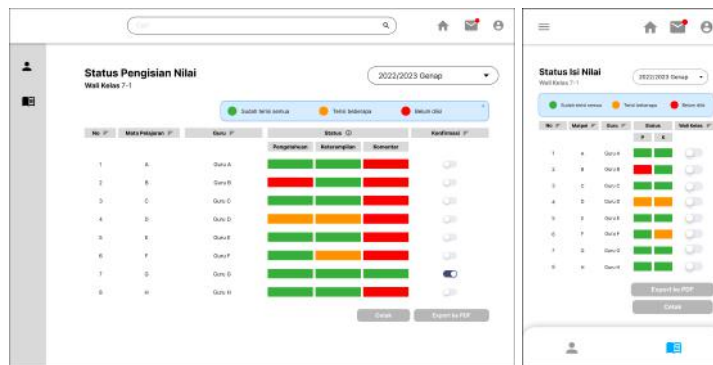 Cari
Status Pengisian Nilai
Wali Kelas 7-1
2022/2023 Genap
Sudah terisi semua
Terisi beberapa
Belum diisi
No
Mata Pelajaran
Guru
Status
Konfirmasi
Pengetahuan
Keterampilan
Komentar
1 A Guru A
2 B Guru B
3 C Guru C
4 D Guru D
5 E Guru E
6 F Guru F
7 G Guru G
8 H Guru H
Cetak
Export ke PDF
Status Isi Nilai
Wali Kelas 7-1
2022/2023 Genap
Sudah terisi semua
Terisi beberapa
Belum diisi
No
Mapel
Guru
Status
Wali kelas
P K
1 A Guru A
2 B Guru B
3 C Guru C
4 D Guru D
5 E Guru E
6 F Guru F
7 G Guru G
8 H Guru H
Export ke PDF
Cetak